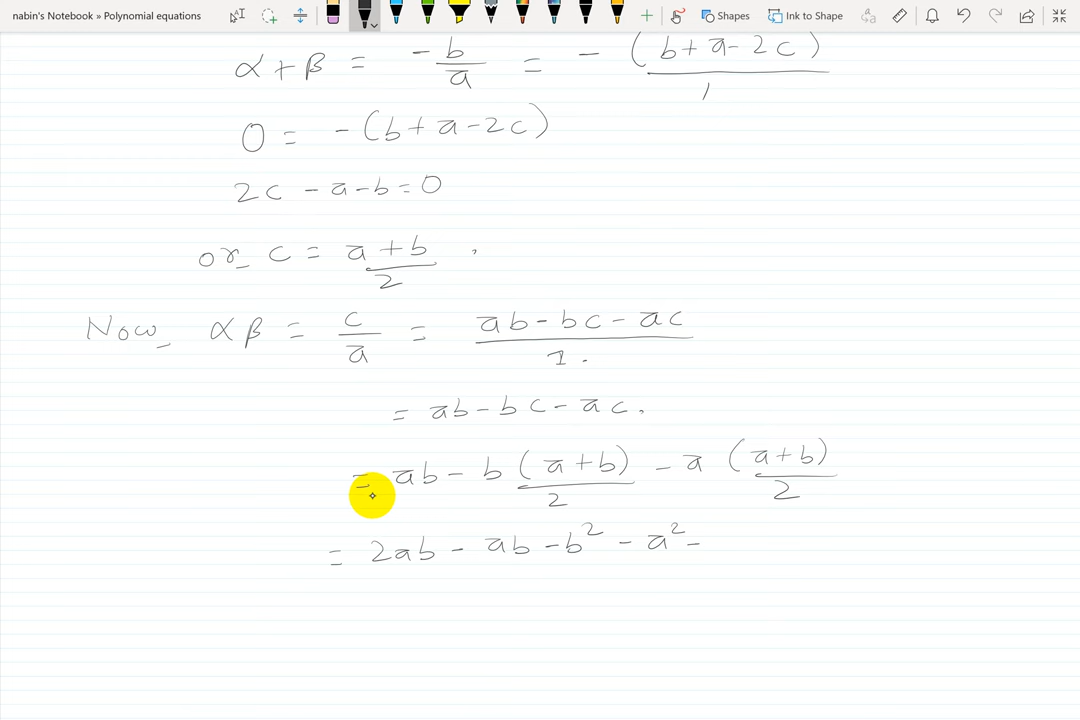 nabin's Notebook » Polynomial equations Shapes Ink to Shape
α + β = -b/a = - (b + a - 2c)/1
0 = - (b + a - 2c)
2c - a - b = 0
or c = a + b/2 .
Now, αβ = c/a = ab - bc - ac/1 .
= ab - bc - ac.
= ab - b (a + b)/2 - a (a + b)/2
= 2ab - ab - b² - a² -